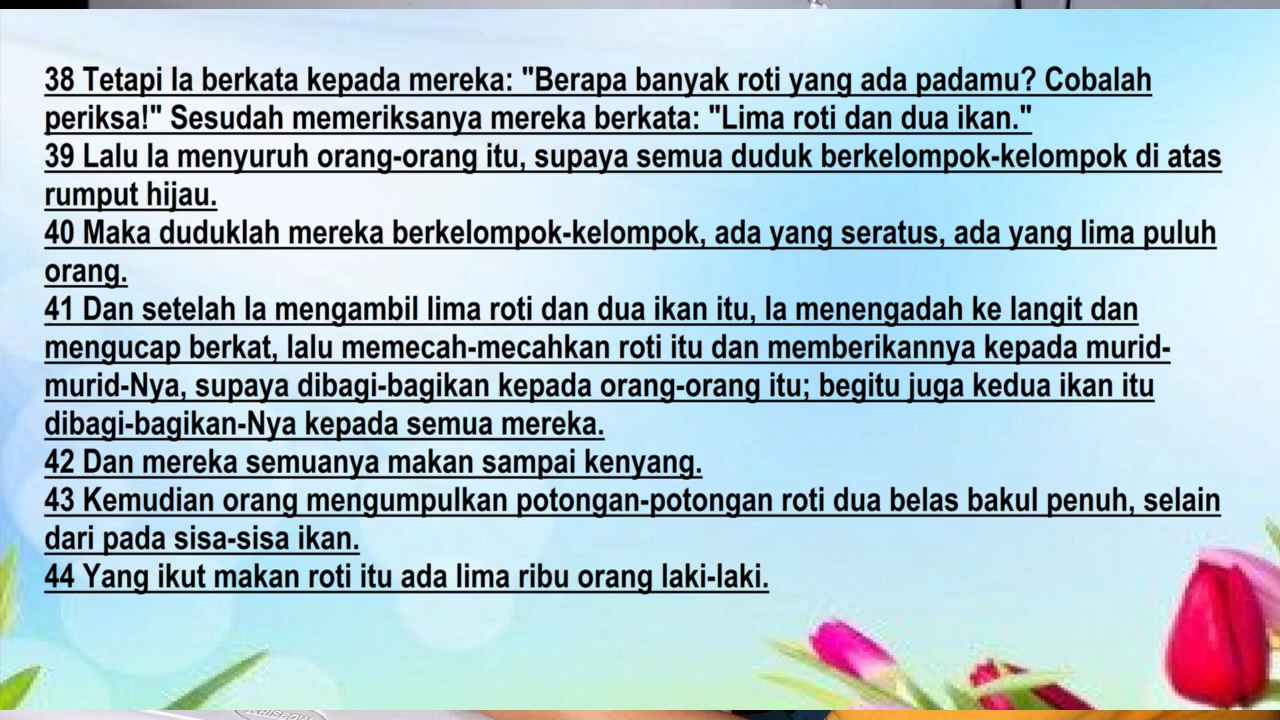 38 Tetapi Ia berkata kepada mereka: "Berapa banyak roti yang ada padamu? Cobalah
periksa!" Sesudah memeriksanya mereka berkata: "Lima roti dan dua ikan."
39 Lalu Ia menyuruh orang-orang itu, supaya semua duduk berkelompok-kelompok di atas
rumput hijau.
40 Maka duduklah mereka berkelompok-kelompok, ada yang seratus, ada yang lima puluh
orang.
41 Dan setelah Ia mengambil lima roti dan dua ikan itu, Ia menengadah ke langit dan
mengucap berkat, lalu memecah-mecahkan roti itu dan memberikannya kepada murid-
murid-Nya, supaya dibagi-bagikan kepada orang-orang itu; begitu juga kedua ikan itu
dibagi-bagikan-Nya kepada semua mereka.
42 Dan mereka semuanya makan sampai kenyang.
43 Kemudian orang mengumpulkan potongan-potongan roti dua belas bakul penuh, selain
dari pada sisa-sisa ikan.
44 Yang ikut makan roti itu ada lima ribu orang laki-laki.